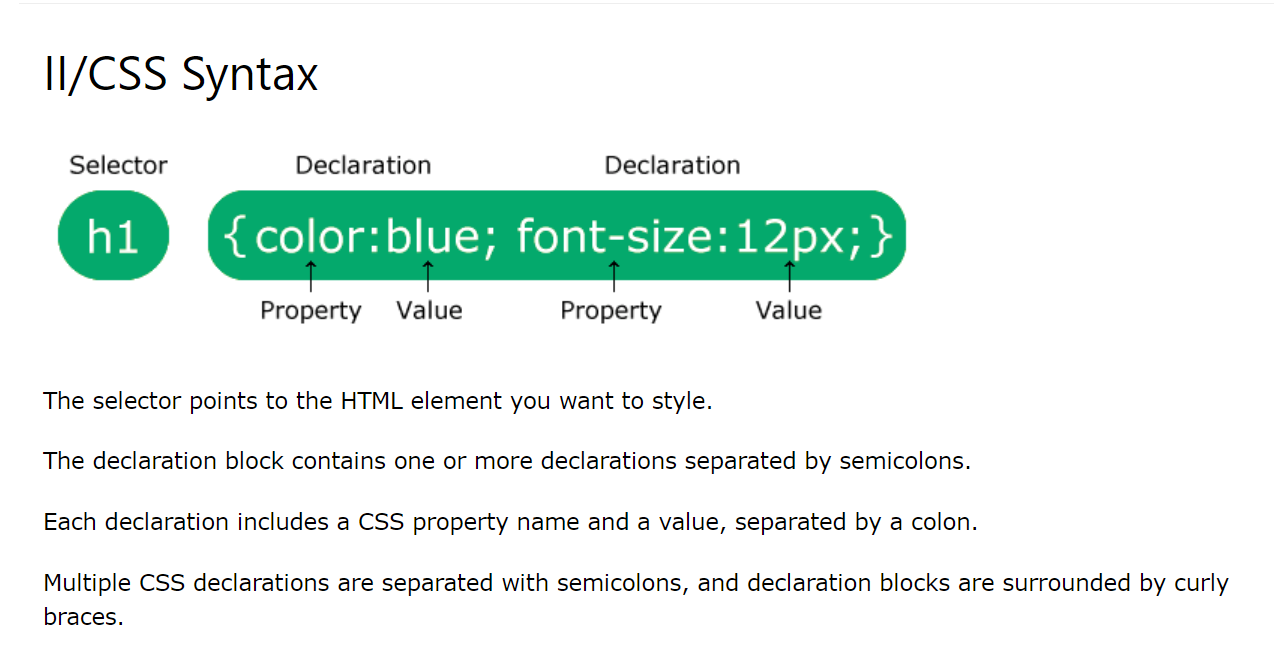 II/CSS Syntax
Selector Declaration Declaration
h1 {color:blue; font-size:12px;}
Property Value Property Value
The selector points to the HTML element you want to style.
The declaration block contains one or more declarations separated by semicolons.
Each declaration includes a CSS property name and a value, separated by a colon.
Multiple CSS declarations are separated with semicolons, and declaration blocks are surrounded by curly
braces.